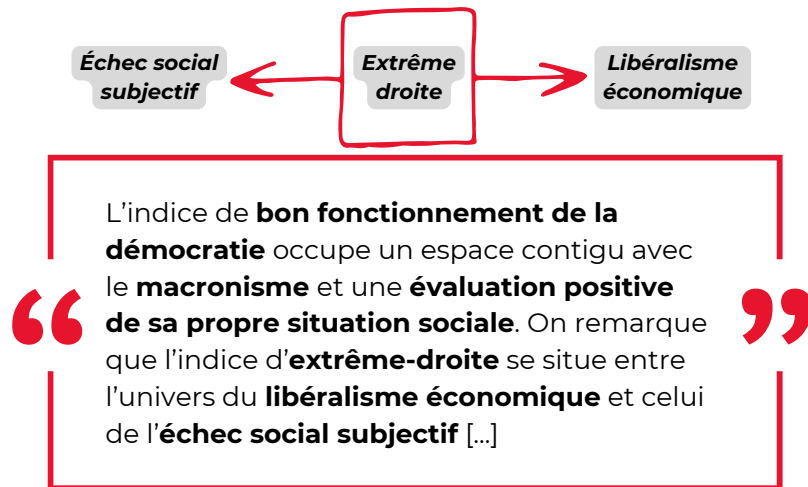 Échec social
subjectif
Extrême
droite
Libéralisme
économique
“
L’indice de bon fonctionnement de la
démocratie occupe un espace contigu avec
le macronisme et une évaluation positive
de sa propre situation sociale. On remarque
que l’indice d’extrême-droite se situe entre
l’univers du libéralisme économique et celui
de l’échec social subjectif [...]
”